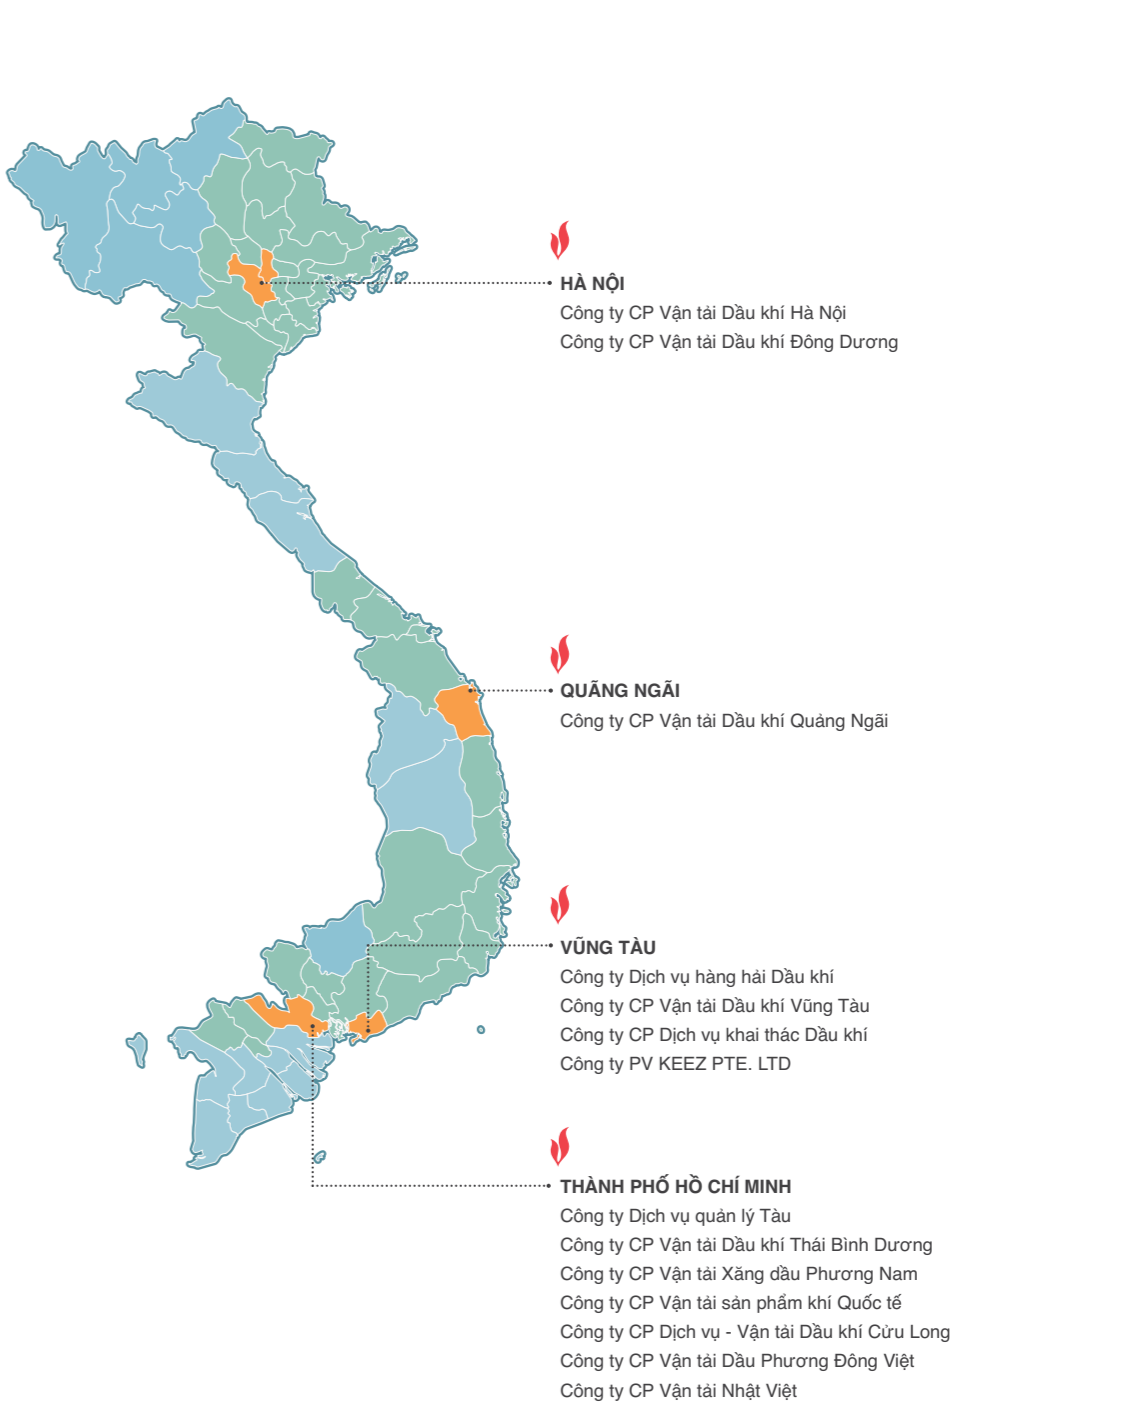 HÀ NỘI
Công ty CP Vận tải Dầu khí Hà Nội
Công ty CP Vận tải Dầu khí Đông Dương
QUÃNG NGÃI
Công ty CP Vận tải Dầu khí Quảng Ngãi
VŨNG TÀU
Công ty Dịch vụ hàng hải Dầu khí
Công ty CP Vận tải Dầu khí Vũng Tàu
Công ty CP Dịch vụ khai thác Dầu khí
Công ty PV KEEZ PTE. LTD
THÀNH PHỐ HỒ CHÍ MINH
Công ty Dịch vụ quản lý Tàu
Công ty CP Vận tải Dầu khí Thái Bình Dương
Công ty CP Vận tải Xăng dầu Phương Nam
Công ty CP Vận tải sản phẩm khí Quốc tế
Công ty CP Dịch vụ - Vận tải Dầu khí Cửu Long
Công ty CP Vận tải Dầu Phương Đông Việt
Công ty CP Vận tải Nhật Việt